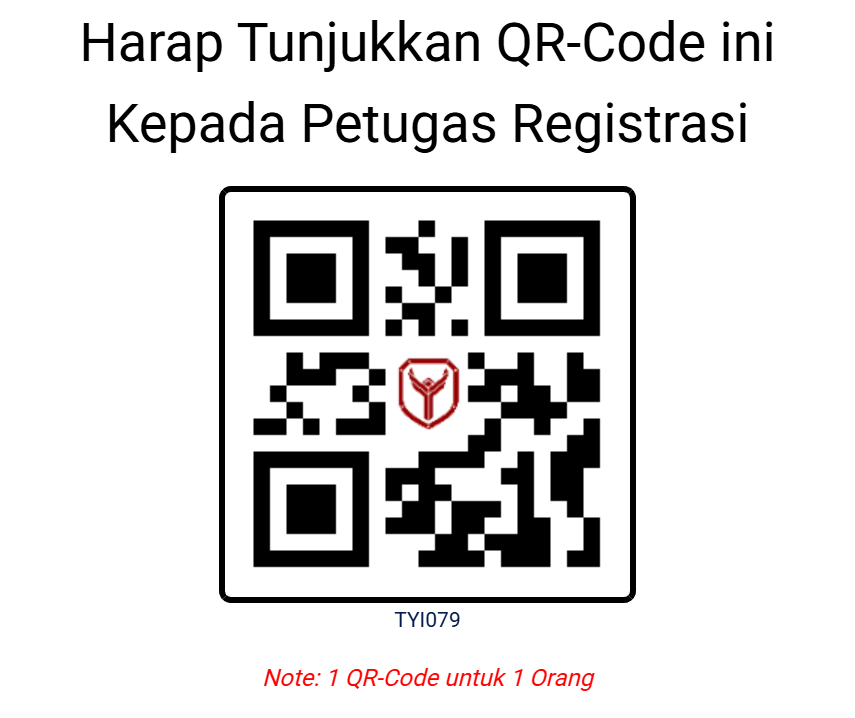 Harap Tunjukkan QR-Code ini
Kepada Petugas Registrasi
TYI079
Note: 1 QR-Code untuk 1 Orang